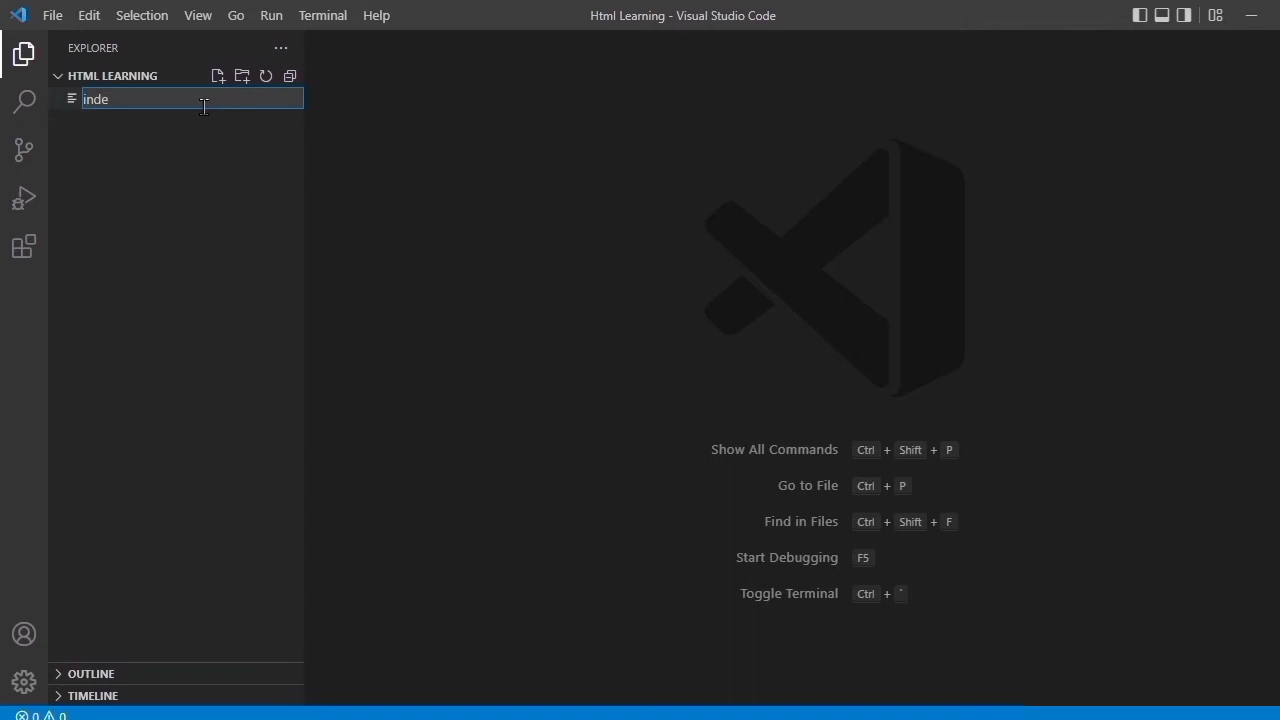 File Edit Selection View Go Run Terminal Help Html Learning - Visual Studio Code
EXPLORER
HTML LEARNING
inde
Show All Commands Ctrl + Shift + P
Go to File Ctrl + P
Find in Files Ctrl + Shift + F
Start Debugging F5
Toggle Terminal Ctrl + `
OUTLINE
TIMELINE
0 0